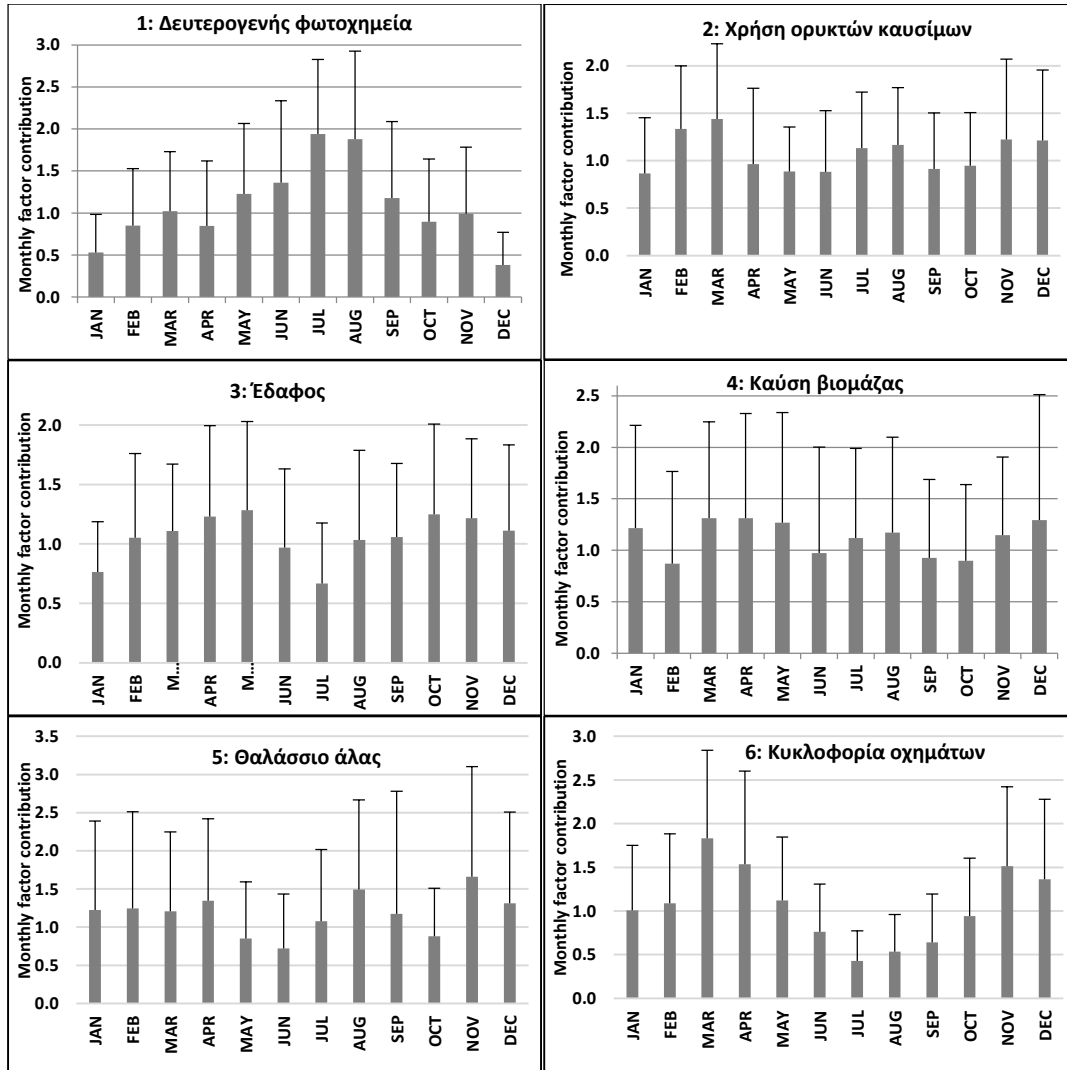 1: Δευτερογενής φωτοχημεία
Monthly factor contribution
3.0
2.5
2.0
1.5
1.0
0.5
0.0
JAN FEB MAR APR MAY JUN JUL AUG SEP OCT NOV DEC
2: Χρήση ορυκτών καυσίμων
Monthly factor contribution
2.0
1.5
1.0
0.5
0.0
JAN FEB MAR APR MAY JUN JUL AUG SEP OCT NOV DEC
3: Έδαφος
Monthly factor contribution
2.0
1.5
1.0
0.5
0.0
JAN FEB M... APR M... JUN JUL AUG SEP OCT NOV DEC
4: Καύση βιομάζας
Monthly factor contribution
2.5
2.0
1.5
1.0
0.5
0.0
JAN FEB MAR APR MAY JUN JUL AUG SEP OCT NOV DEC
5: Θαλάσσιο άλας
Monthly factor contribution
3.5
3.0
2.5
2.0
1.5
1.0
0.5
0.0
JAN FEB MAR APR MAY JUN JUL AUG SEP OCT NOV DEC
6: Κυκλοφορία οχημάτων
Monthly factor contribution
3.0
2.5
2.0
1.5
1.0
0.5
0.0
JAN FEB MAR APR MAY JUN JUL AUG SEP OCT NOV DEC